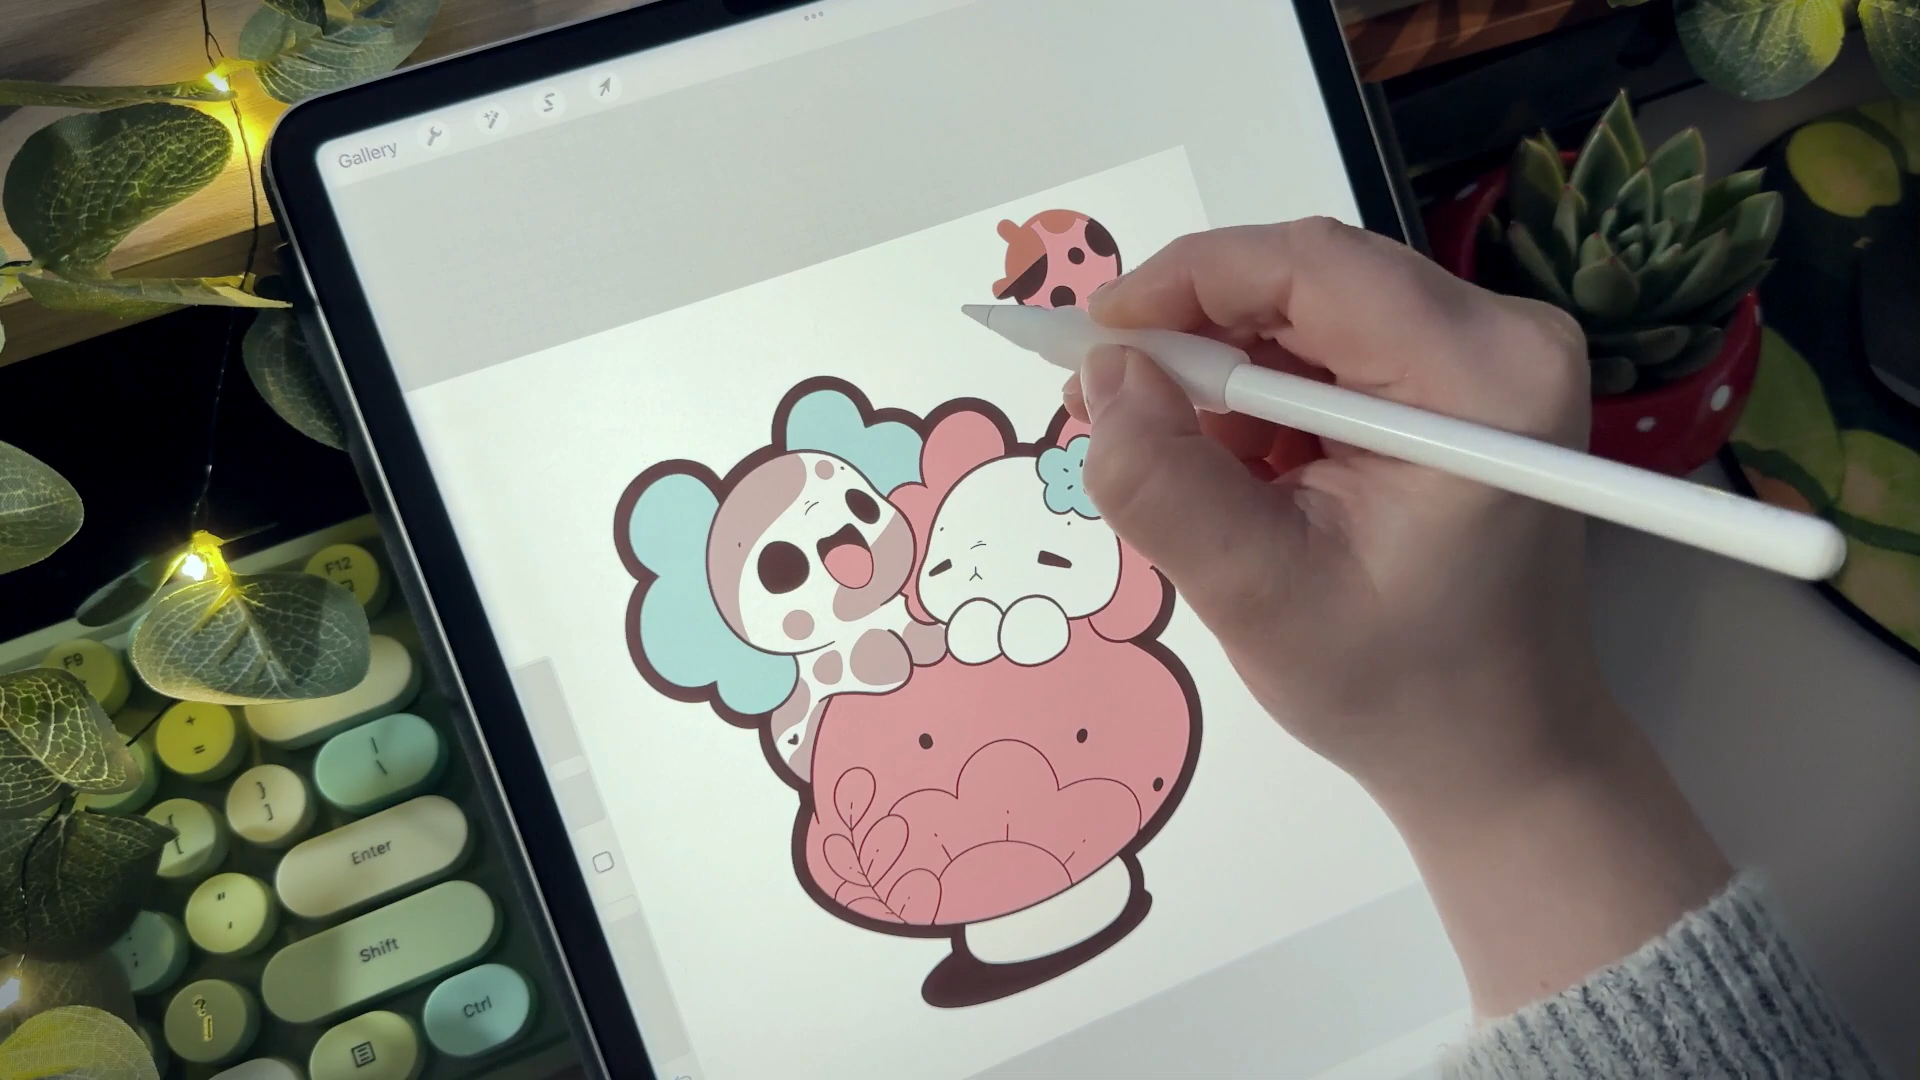 Gallery
F12
F9
+
=
|
\
}
]
{
[
Enter
"
'
Shift
:
;
?
Ctrl